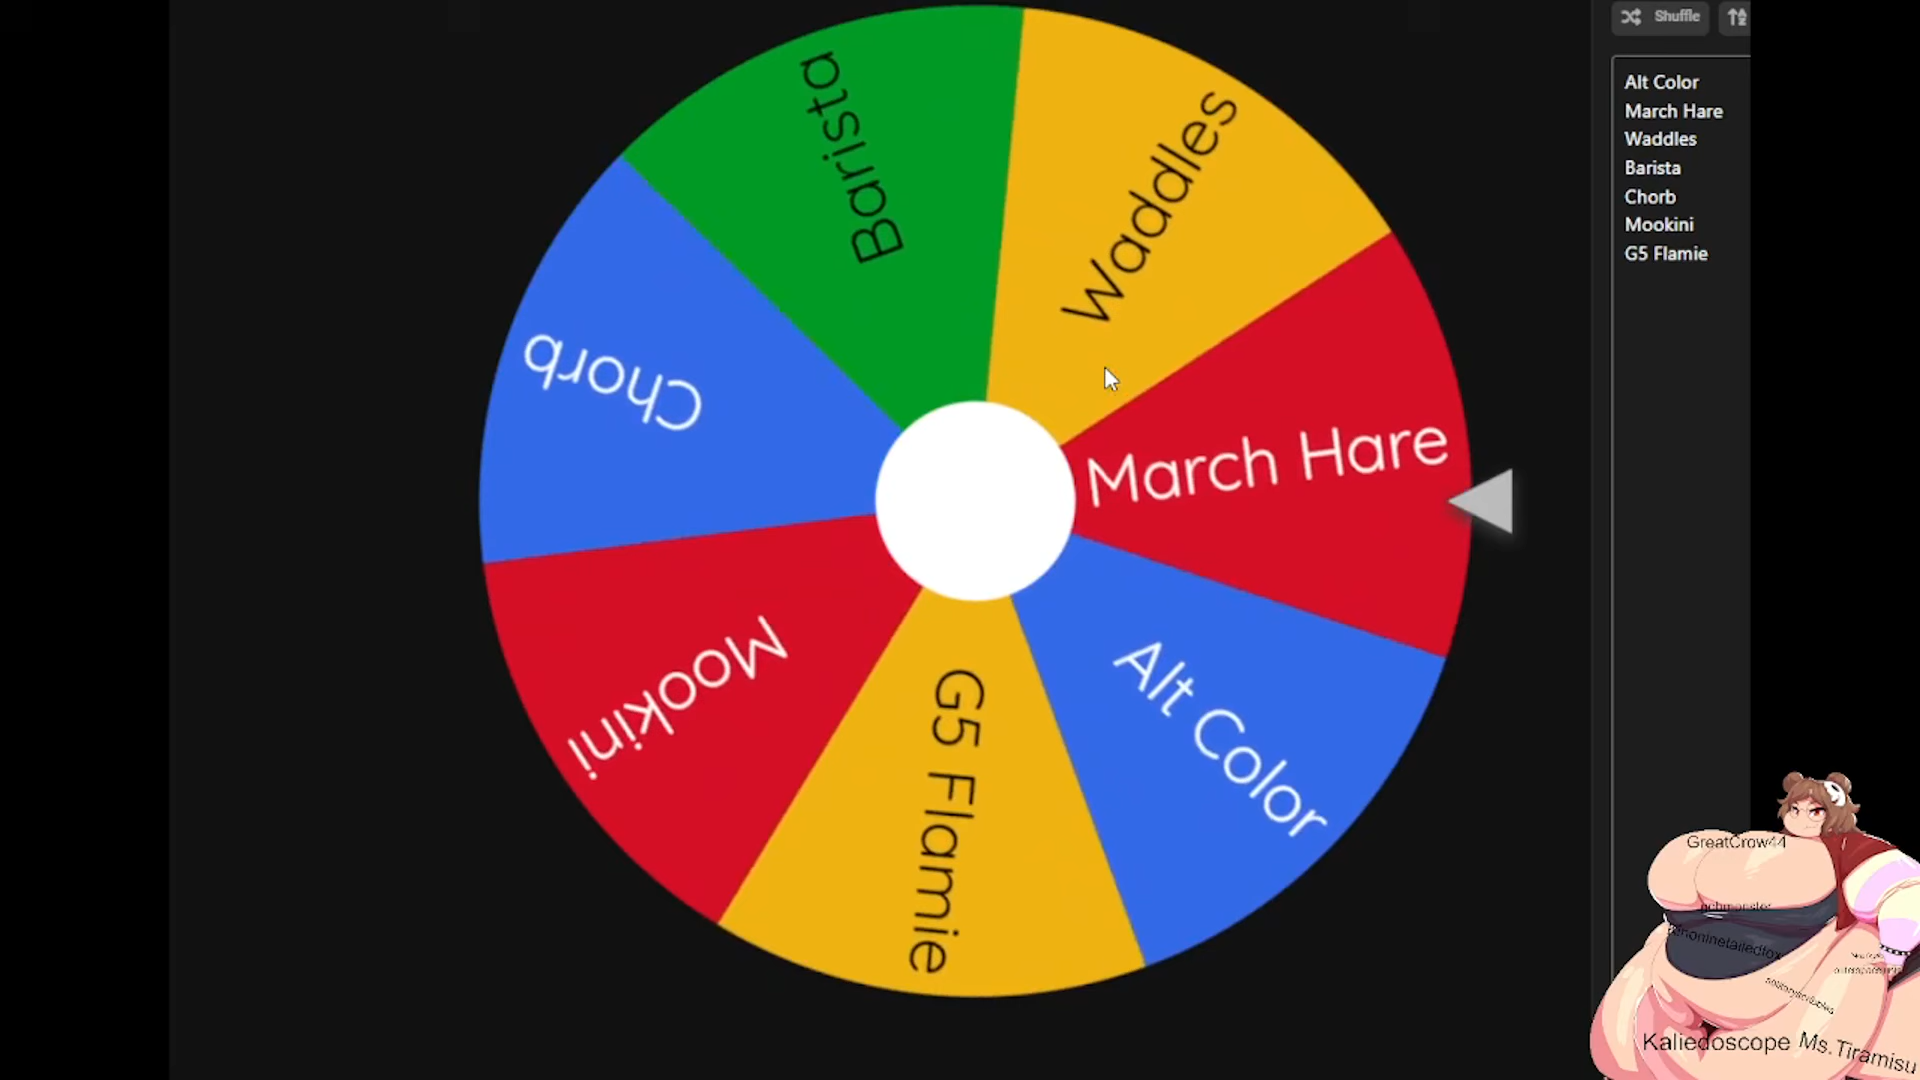 Shuffle
Alt Color
March Hare
Waddles
Barista
Chorb
Mookini
G5 Flamie
Barista
Waddles
Chorb
March Hare
Mookini
Alt Color
G5 Flamie
GreatCrow44
Kaliedoscope Ms.Tiramisu